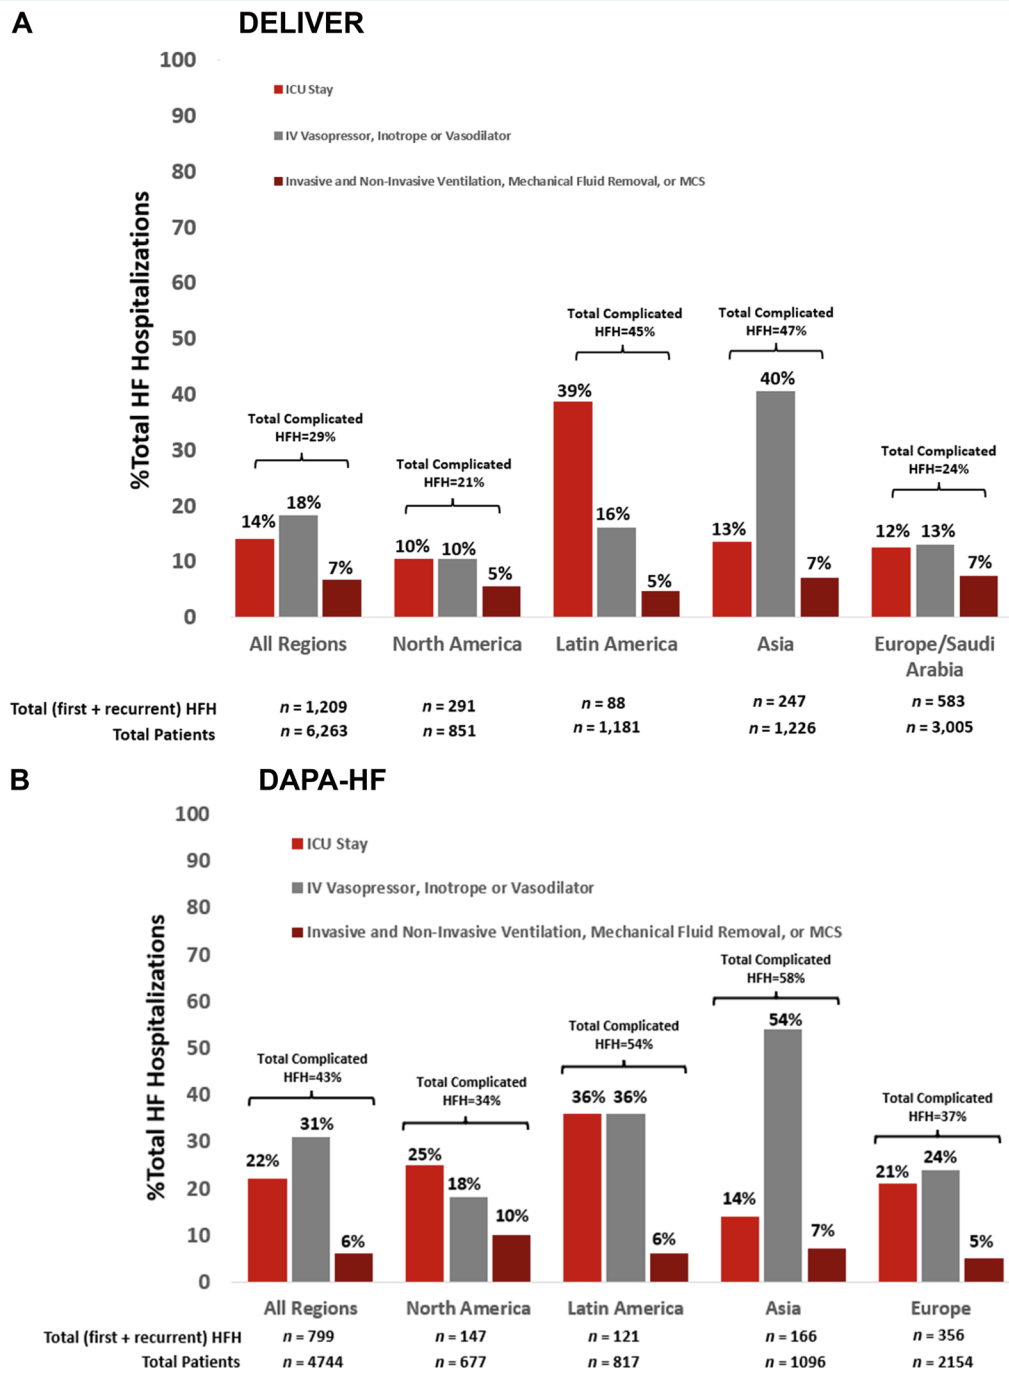 A
DELIVER
100
90
80
70
60
50
40
30
20
10
0
%Total HF Hospitalizations
ICU Stay
IV Vasopressor, Inotrope or Vasodilator
Invasive and Non-Invasive Ventilation, Mechanical Fluid Removal, or MCS
Total Complicated
HFH=29%
14%
18%
7%
Total Complicated
HFH=21%
10%
10%
5%
Total Complicated
HFH=45%
39%
16%
5%
Total Complicated
HFH=47%
13%
40%
7%
Total Complicated
HFH=24%
12%
13%
7%
All Regions
North America
Latin America
Asia
Europe/Saudi
Arabia
Total (first + recurrent) HFH
n = 1,209
n = 291
n = 88
n = 247
n = 583
Total Patients
n = 6,263
n = 851
n = 1,181
n = 1,226
n = 3,005
B
DAPA-HF
100
90
80
70
60
50
40
30
20
10
0
%Total HF Hospitalizations
ICU Stay
IV Vasopressor, Inotrope or Vasodilator
Invasive and Non-Invasive Ventilation, Mechanical Fluid Removal, or MCS
Total Complicated
HFH=43%
22%
31%
6%
Total Complicated
HFH=34%
25%
18%
10%
Total Complicated
HFH=54%
36%
36%
6%
Total Complicated
HFH=58%
14%
54%
7%
Total Complicated
HFH=37%
21%
24%
5%
All Regions
North America
Latin America
Asia
Europe
Total (first + recurrent) HFH
n = 799
n = 147
n = 121
n = 166
n = 356
Total Patients
n = 4744
n = 677
n = 817
n = 1096
n = 2154